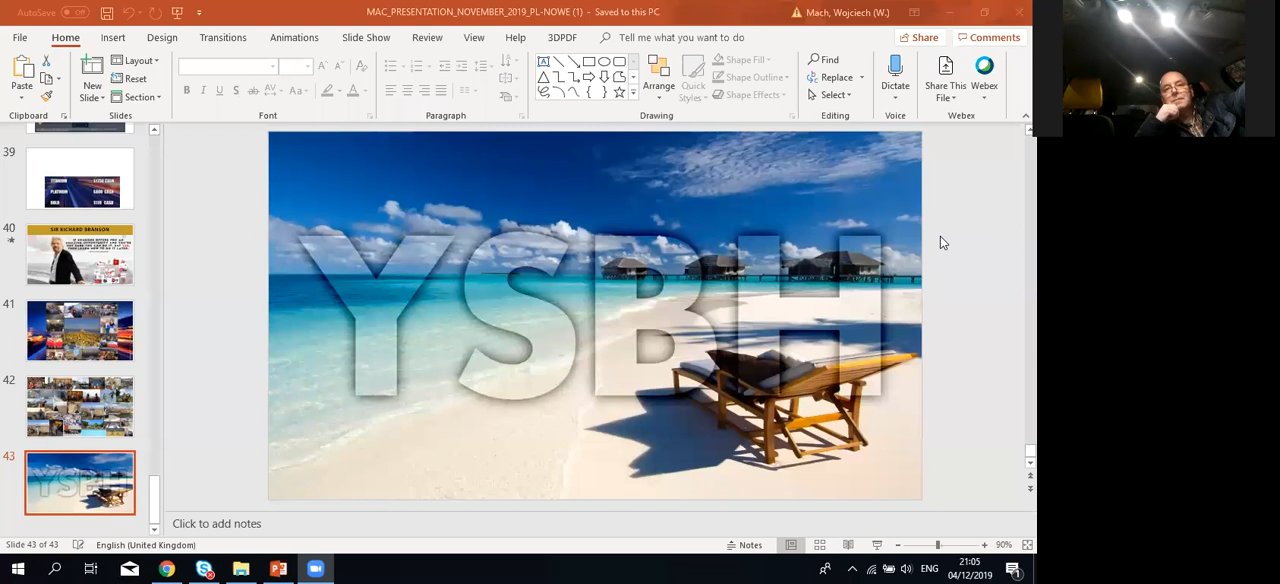 AutoSave Off
MAC_PRESENTATION_NOVEMBER_2019_PL-NOWE (1) - Saved to this PC
Mach, Wojciech (W.)
File Home Insert Design Transitions Animations Slide Show Review View Help 3DPDF Tell me what you want to do
Share Comments
Paste
New Slide
Layout
Reset
Section
Arrange
Quick Styles
Shape Fill
Shape Outline
Shape Effects
Find
Replace
Select
Dictate
Share This File
Webex
Clipboard Slides Font Paragraph Drawing Editing Voice Webex
39
PLATINUM
40
SIR RICHARD BRANSON
41
42
43
YSBH
YSBH
Click to add notes
Slide 43 of 43 English (United Kingdom) Notes 90%
ENG
21:05
04/12/2019